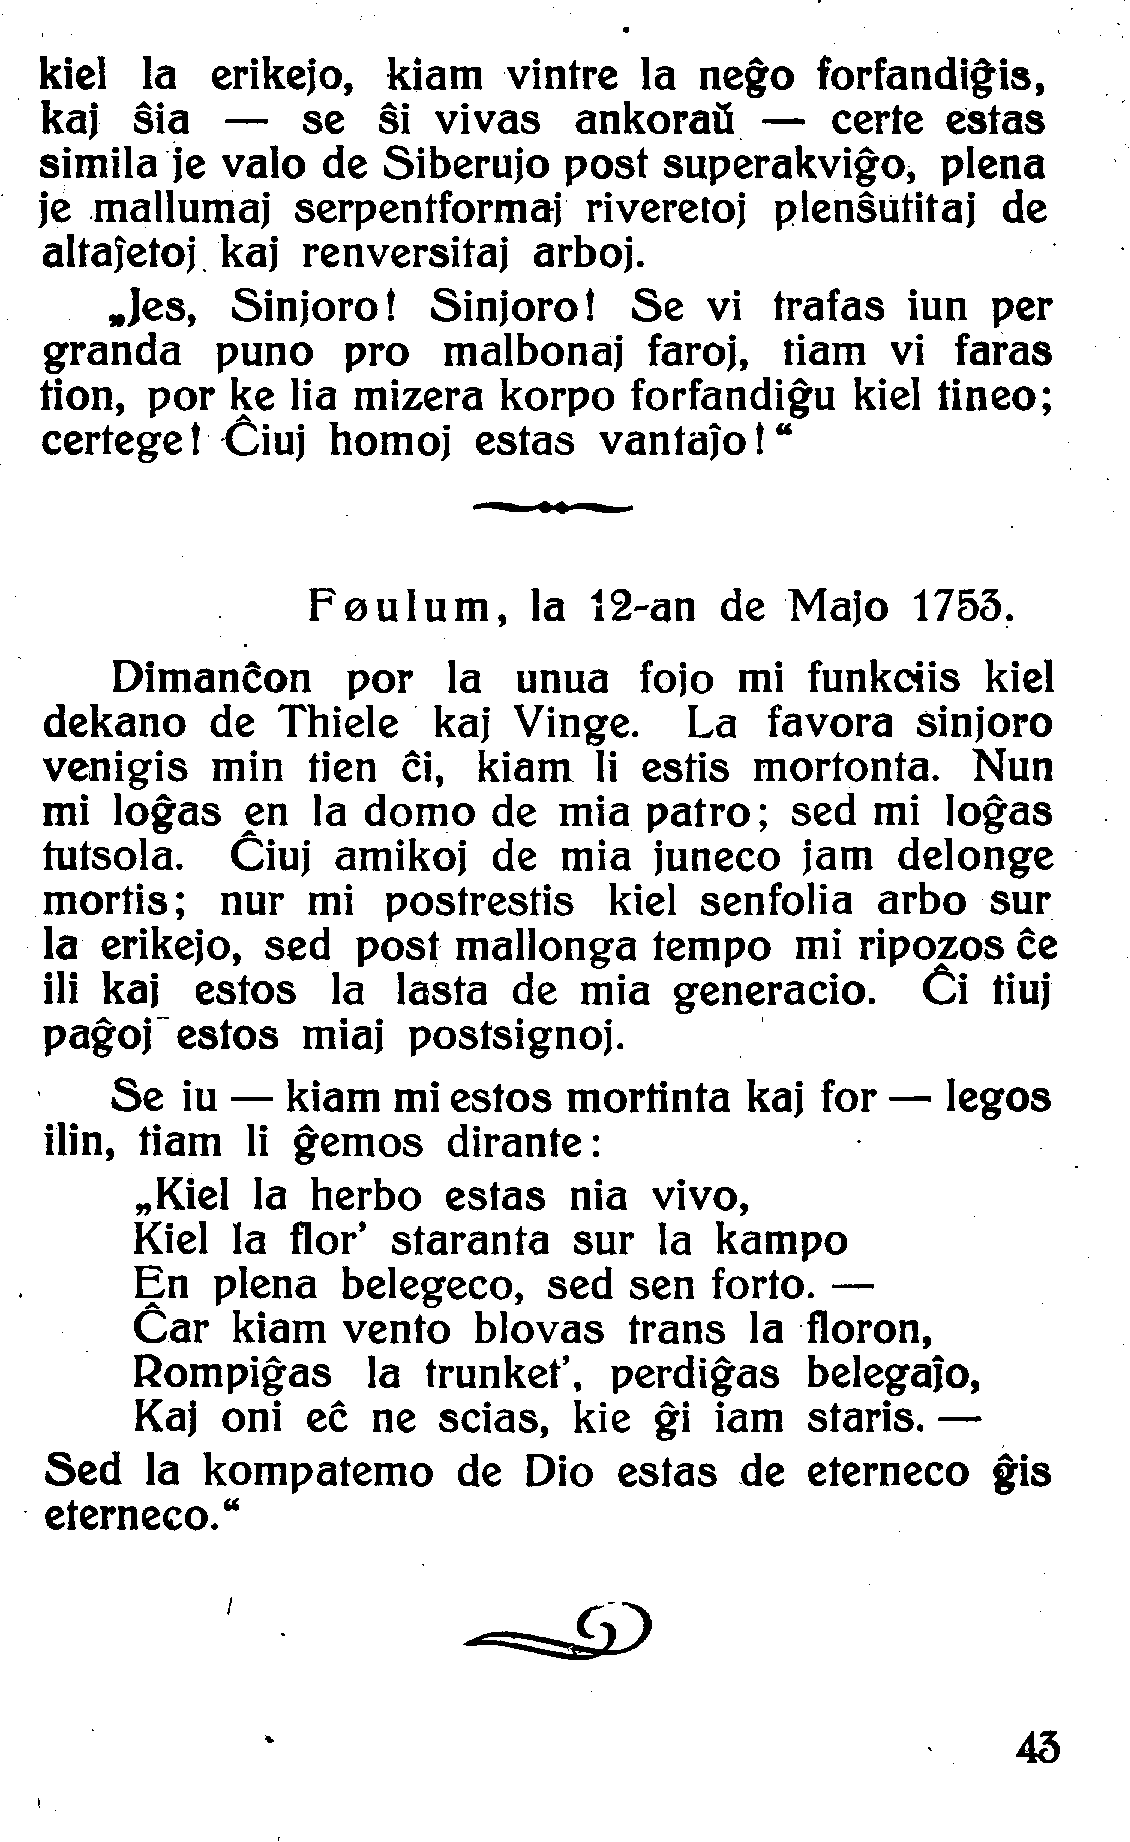 kiel la erikejo, kiam vintre la neĝo forfandiĝis,
kaj ŝia — se ŝi vivas ankoraŭ — certe estas
simila je valo de Siberujo post superakviĝo, plena
je mallumaj serpentformaj riveretoj plenŝutitaj de
altaĵetoj kaj renversitaj arboj.
„Jes, Sinjoro! Sinjoro! Se vi trafas iun per
granda puno pro malbonaj faroj, tiam vi faras
tion, por ke lia mizera korpo forfandiĝu kiel tineo;
certege! Ĉiuj homoj estas vantaĵo!“
Føulum, la 12-an de Majo 1753.
Dimanĉon por la unua fojo mi funkciis kiel
dekano de Thiele kaj Vinge. La favora sinjoro
venigis min tien ĉi, kiam li estis mortonta. Nun
mi loĝas en la domo de mia patro; sed mi loĝas
tutsola. Ĉiuj amikoj de mia juneco jam delonge
mortis; nur mi postrestis kiel senfolia arbo sur
la erikejo, sed post mallonga tempo mi ripozos ĉe
ili kaj estos la lasta de mia generacio. Ĉi tiuj
paĝoj estos miaj postsignoj.
Se iu — kiam mi estos mortinta kaj for — legos
ilin, tiam li ĝemos dirante:
„Kiel la herbo estas nia vivo,
Kiel la flor’ staranta sur la kampo
En plena belegeco, sed sen forto. —
Ĉar kiam vento blovas trans la floron,
Rompiĝas la trunket’, perdiĝas belegaĵo,
Kaj oni eĉ ne scias, kie ĝi iam staris. —
Sed la kompatemo de Dio estas de eterneco ĝis
eterneco.“
43